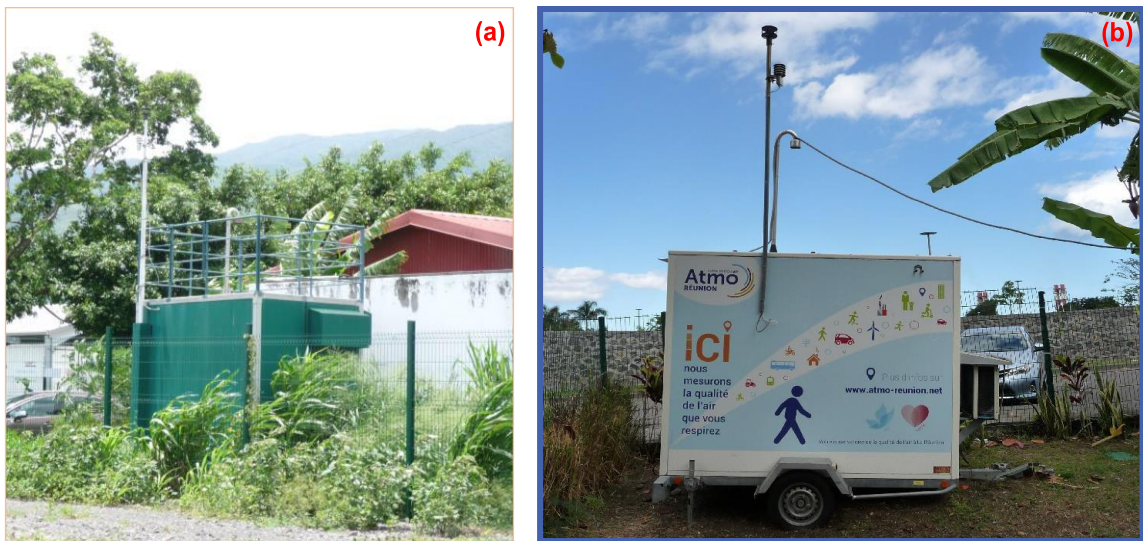 (a)
(b)
Atmo
RÉUNION
ici
nous
mesurons
la qualité
de l'air
que vous
respirez
www.atmo-reunion.net